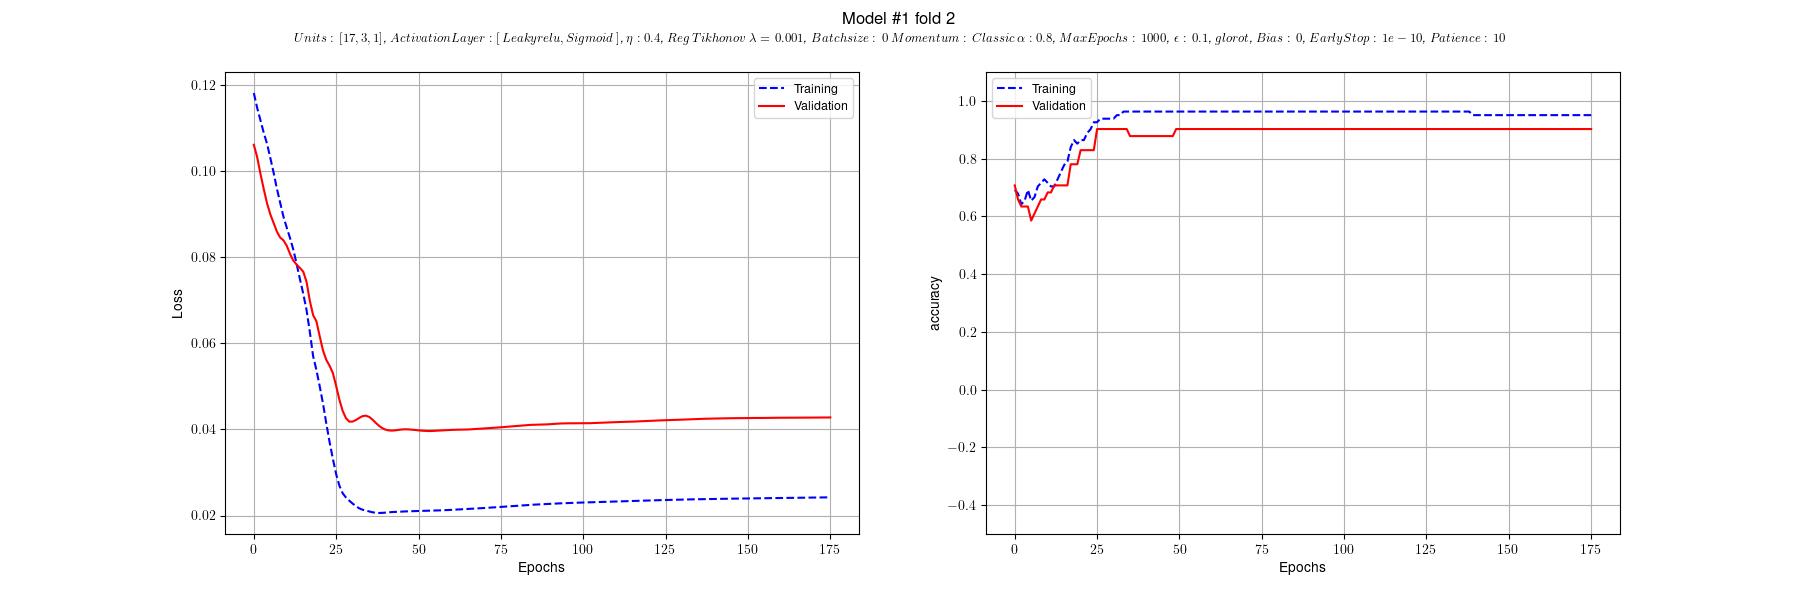 Model #1 fold 2
Units : [17, 3, 1], ActivationLayer : [ Leakyrelu, Sigmoid ], η : 0.4, Reg Tikhonov λ = 0.001, Batchsize : 0 Momentum : Classic α : 0.8, MaxEpochs : 1000, ϵ : 0.1, glorot, Bias : 0, EarlyStop : 1e − 10, Patience : 10
0.12
0.10
0.08
0.06
0.04
0.02
Loss
Training
Validation
0 25 50 75 100 125 150 175
Epochs
1.0
0.8
0.6
0.4
0.2
0.0
−0.2
−0.4
accuracy
Training
Validation
0 25 50 75 100 125 150 175
Epochs